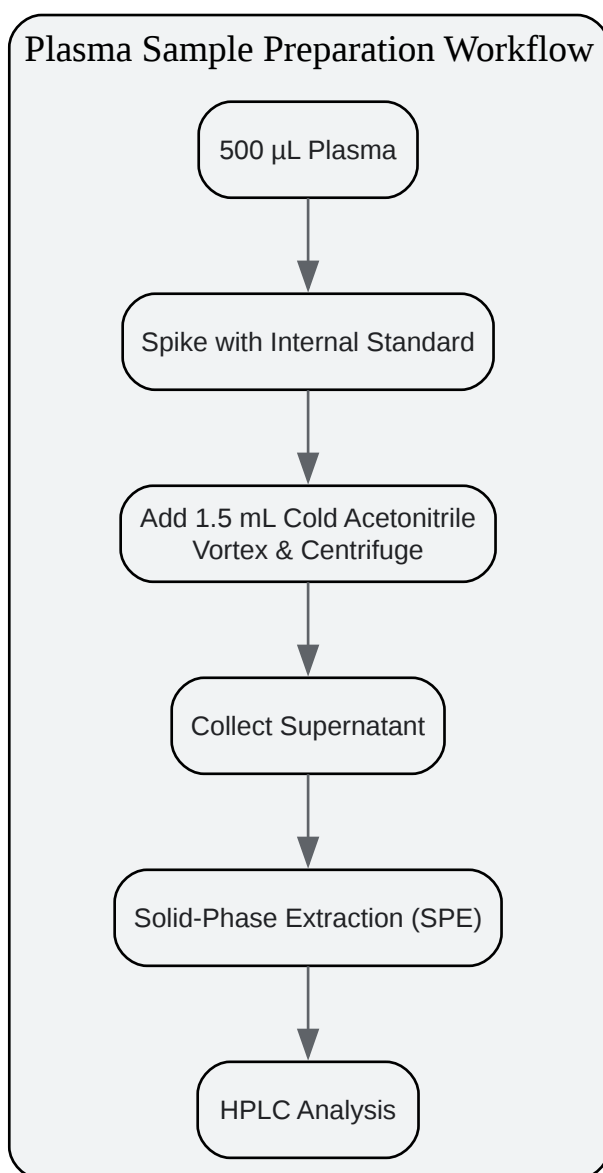 Plasma Sample Preparation Workflow
500 µL Plasma
Spike with Internal Standard
Add 1.5 mL Cold Acetonitrile
Vortex & Centrifuge
Collect Supernatant
Solid-Phase Extraction (SPE)
HPLC Analysis